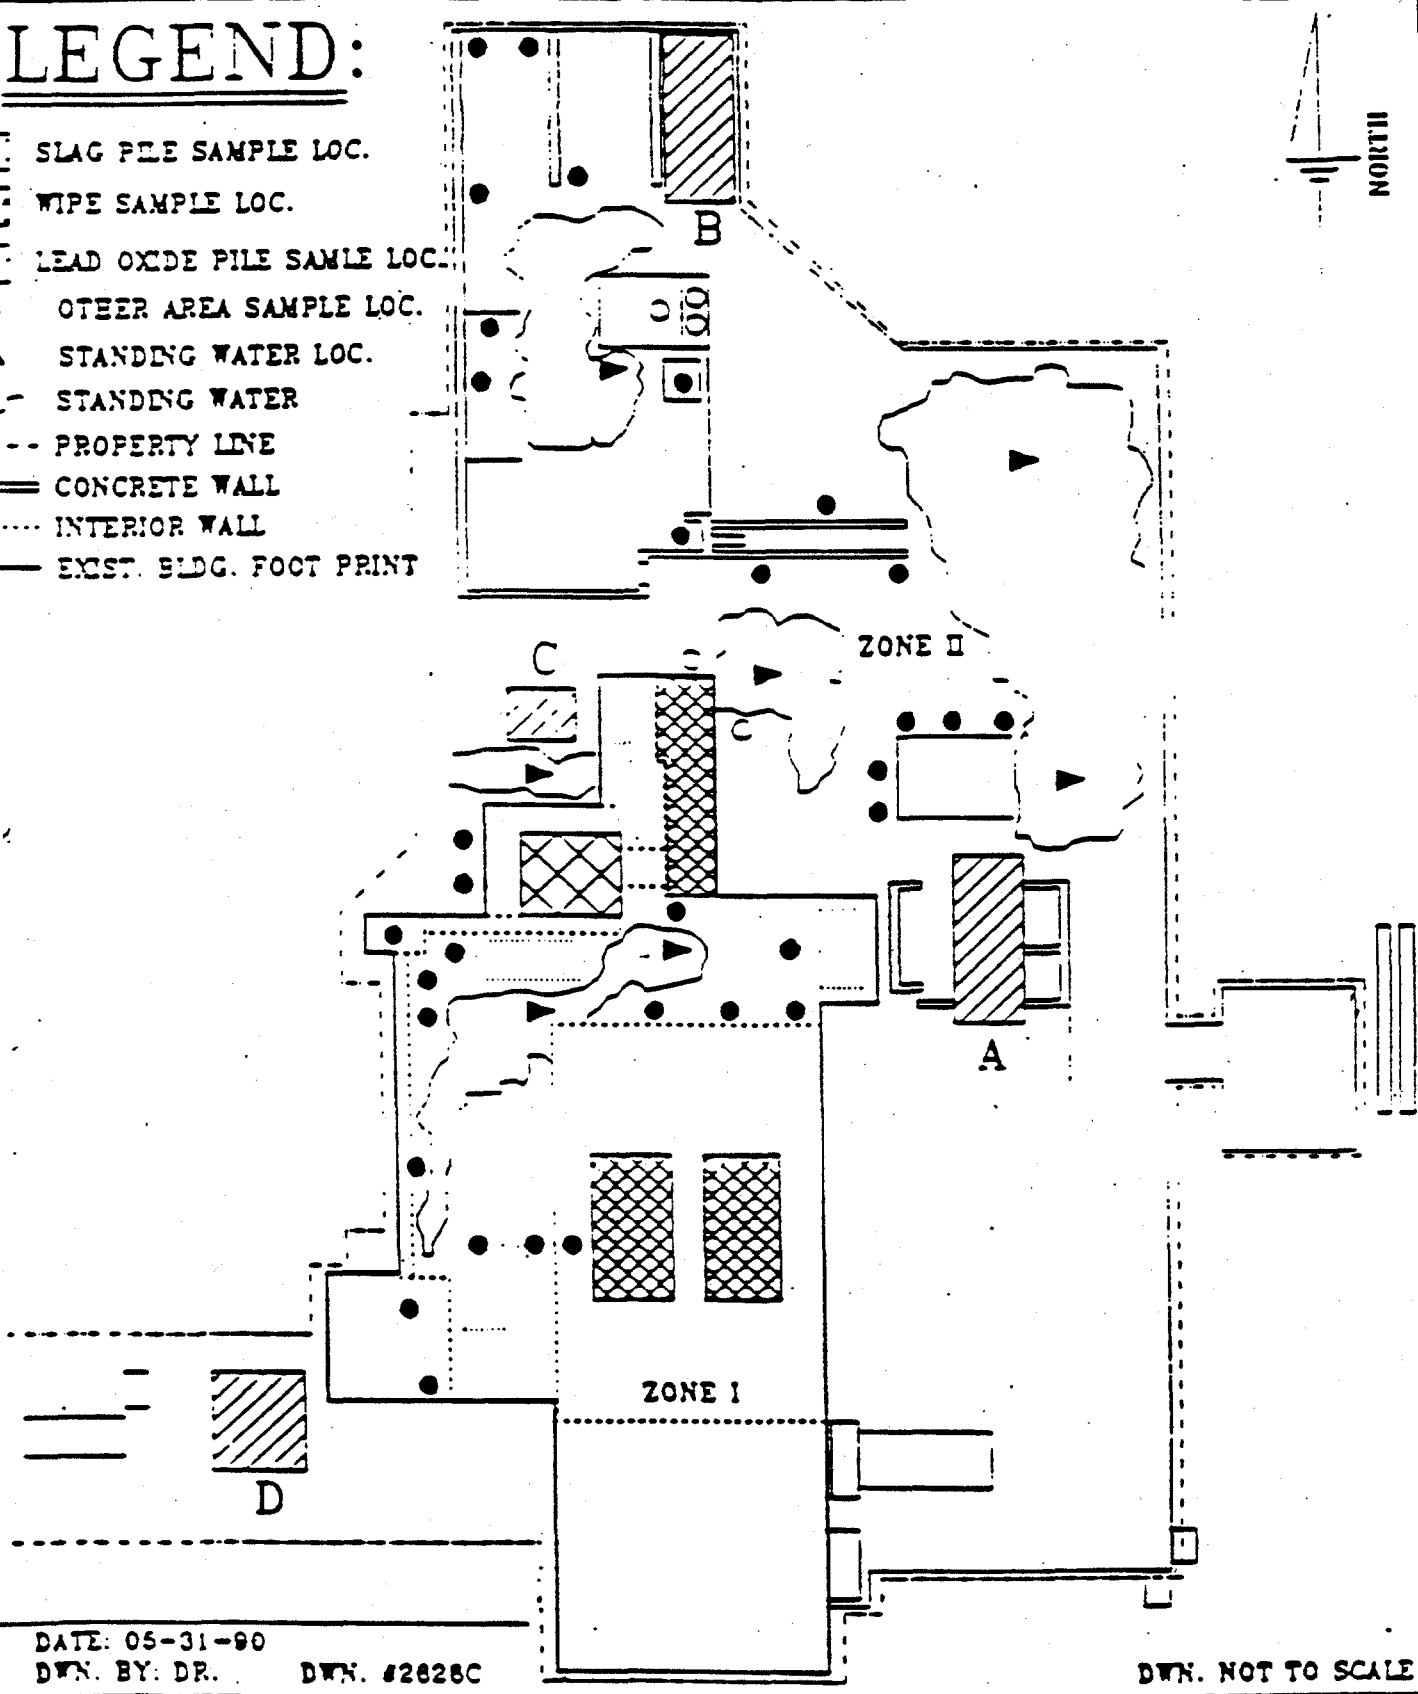 LEGEND:
SLAG PILE SAMPLE LOC.
WIPE SAMPLE LOC.
LEAD OXIDE PILE SAMLE LOC.
OTHER AREA SAMPLE LOC.
STANDING WATER LOC.
STANDING WATER
PROPERTY LINE
CONCRETE WALL
INTERIOR WALL
EXIST. BLDG. FOOT PRINT
NORTH
B
ZONE II
C
C
A
ZONE I
D
DATE: 05-31-90
DWN. BY: DR. DWN. #2628C
DWN. NOT TO SCALE